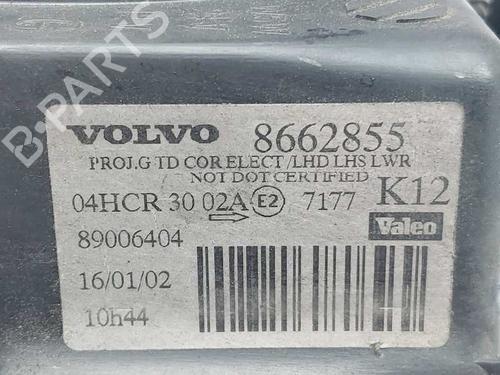 B-PARTS
VOLVO 8662855
PROJ.G TD COR ELECT /LHD LHS LWR
NOT DOT CERTIFIED
04HCR 30 02A E2 7177 K12
89006404 Valeo
16/01/02
10h44